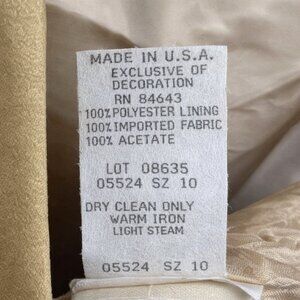 MADE IN U.S.A.
EXCLUSIVE OF
DECORATION
RN 84643
100% POLYESTER LINING
100% IMPORTED FABRIC
100% ACETATE
LOT 08635
05524 SZ 10
DRY CLEAN ONLY
WARM IRON
LIGHT STEAM
05524 SZ 10